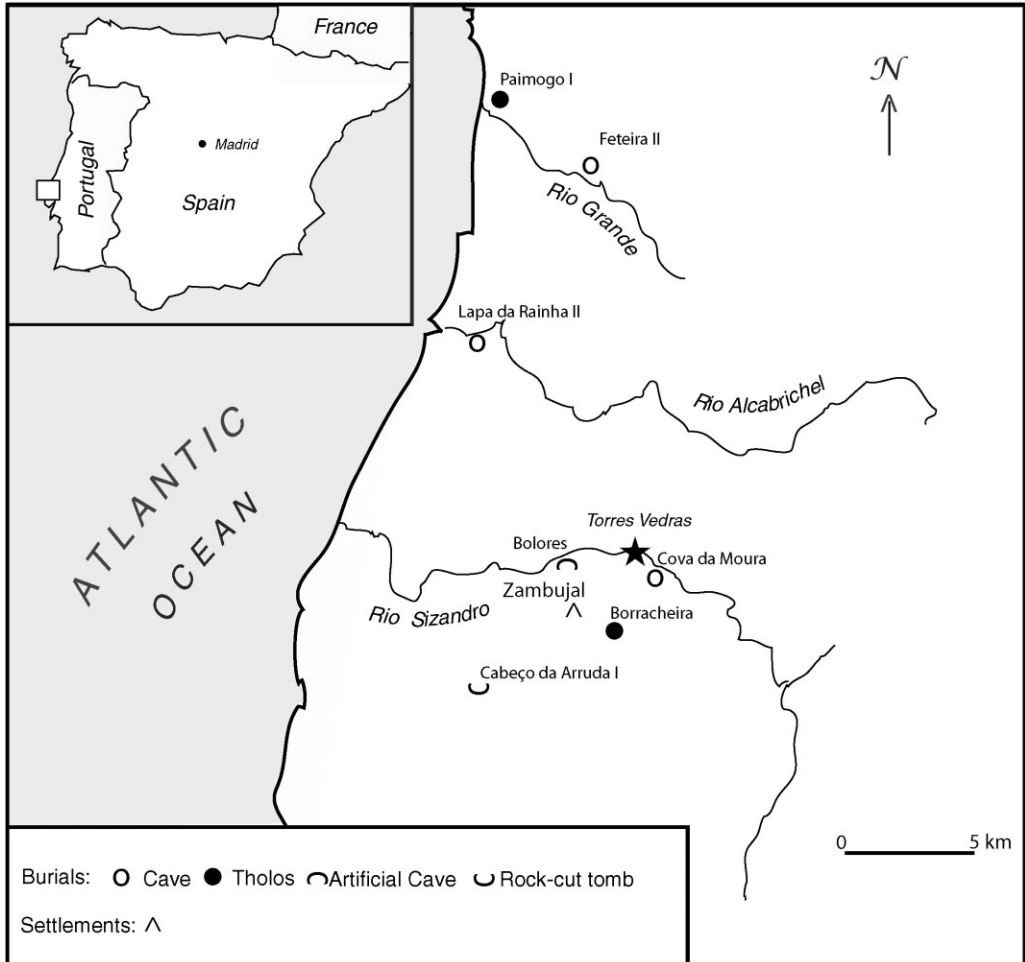 France
Madrid
Portugal
Spain
N
Paimogo I
Feteira II
Rio Grande
Lapa da Rainha II
Rio Alcabrichel
ATLANTIC
OCEAN
Torres Vedras
Bolores
Cova da Moura
Zambujal
Rio Sizandro
Borracheira
Cabeço da Arruda I
0 5 km
Burials: Cave Tholos Artificial Cave Rock-cut tomb
Settlements: